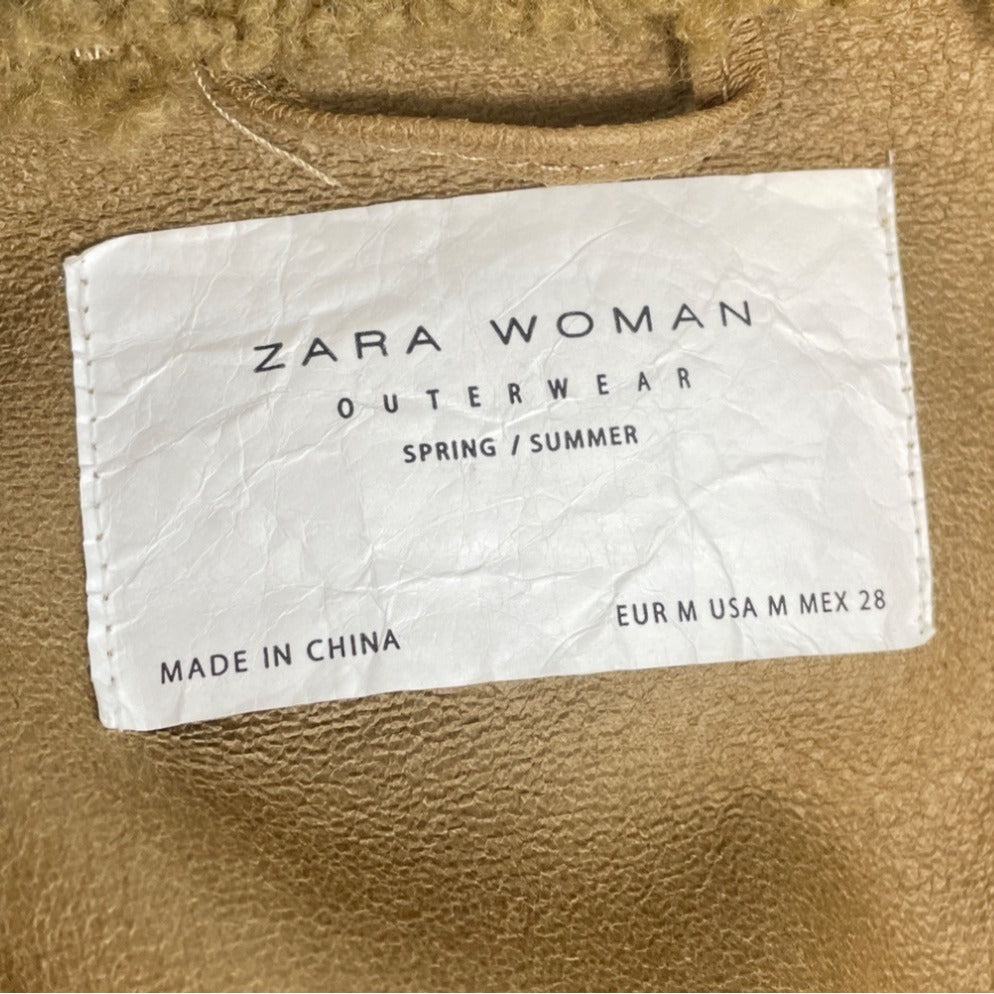 ZARA WOMAN
OUTERWEAR
SPRING / SUMMER
EUR M USA M MEX 28
MADE IN CHINA